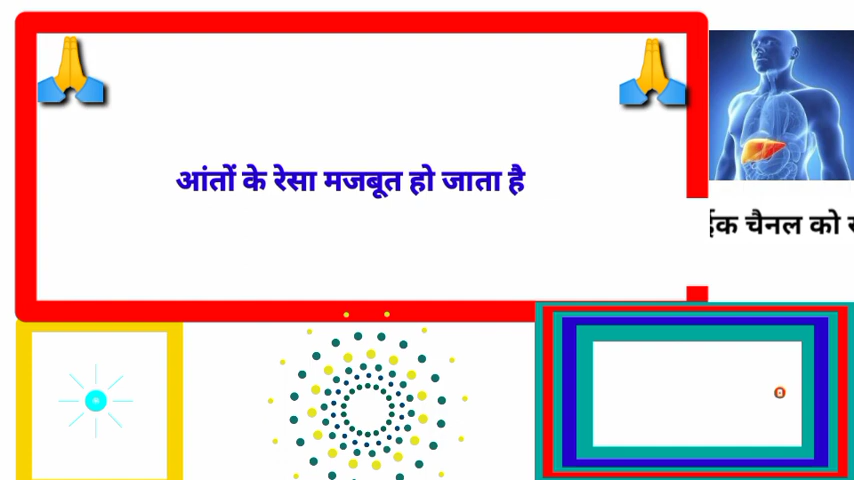 आंतों के रेसा मजबूत हो जाता है
चैनल को